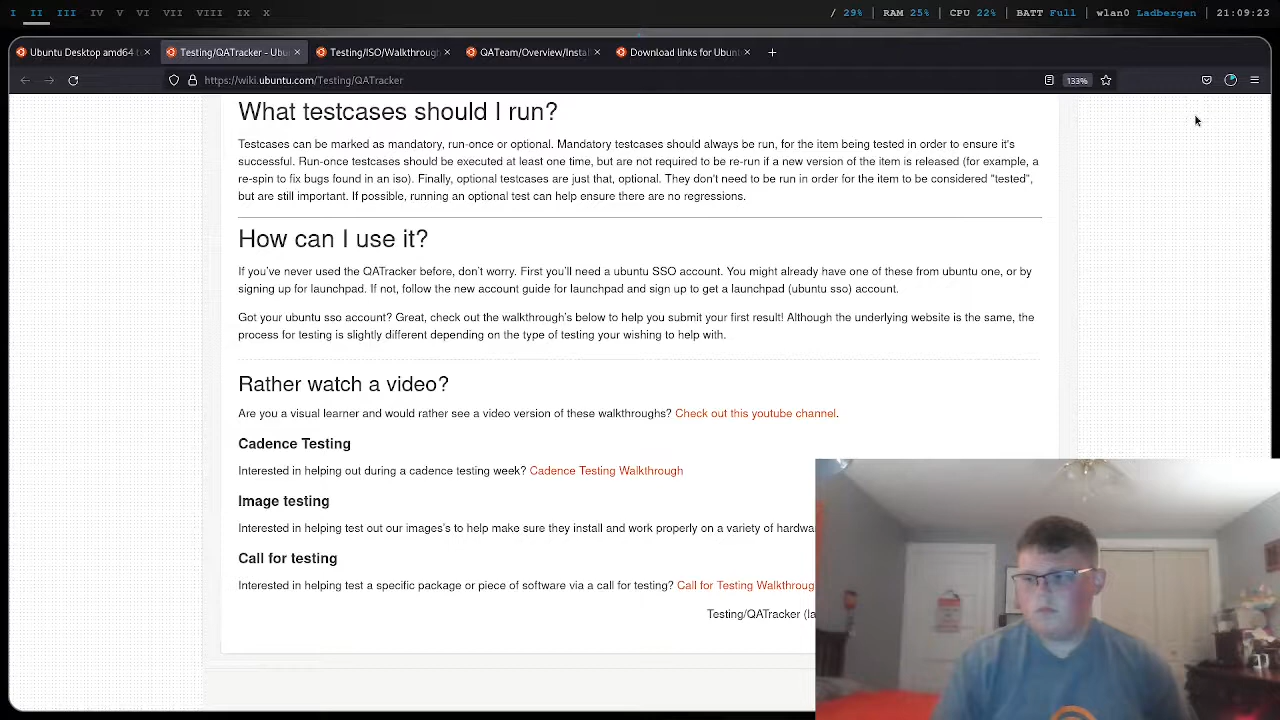 I II III IV V VI VII VIII IX X / 29% | RAM 25% | CPU 22% | BATT Full | wlan0 Ladbergen | 21:09:23
Ubuntu Desktop amd64 × Testing/QATracker - Ubu × Testing/ISO/Walkthrough × QATeam/Overview/Insta × Download links for Ubun × +
https://wiki.ubuntu.com/Testing/QATracker 133%
What testcases should I run?
Testcases can be marked as mandatory, run-once or optional. Mandatory testcases should always be run, for the item being tested in order to ensure it's
successful. Run-once testcases should be executed at least one time, but are not required to be re-run if a new version of the item is released (for example, a
re-spin to fix bugs found in an iso). Finally, optional testcases are just that, optional. They don't need to be run in order for the item to be considered "tested",
but are still important. If possible, running an optional test can help ensure there are no regressions.
How can I use it?
If you've never used the QATracker before, don't worry. First you'll need a ubuntu SSO account. You might already have one of these from ubuntu one, or by
signing up for launchpad. If not, follow the new account guide for launchpad and sign up to get a launchpad (ubuntu sso) account.
Got your ubuntu sso account? Great, check out the walkthrough's below to help you submit your first result! Although the underlying website is the same, the
process for testing is slightly different depending on the type of testing your wishing to help with.
Rather watch a video?
Are you a visual learner and would rather see a video version of these walkthroughs? Check out this youtube channel.
Cadence Testing
Interested in helping out during a cadence testing week? Cadence Testing Walkthrough
Image testing
Interested in helping test out our images's to help make sure they install and work properly on a variety of hardwa
Call for testing
Interested in helping test a specific package or piece of software via a call for testing? Call for Testing Walkthroug
Testing/QATracker (la